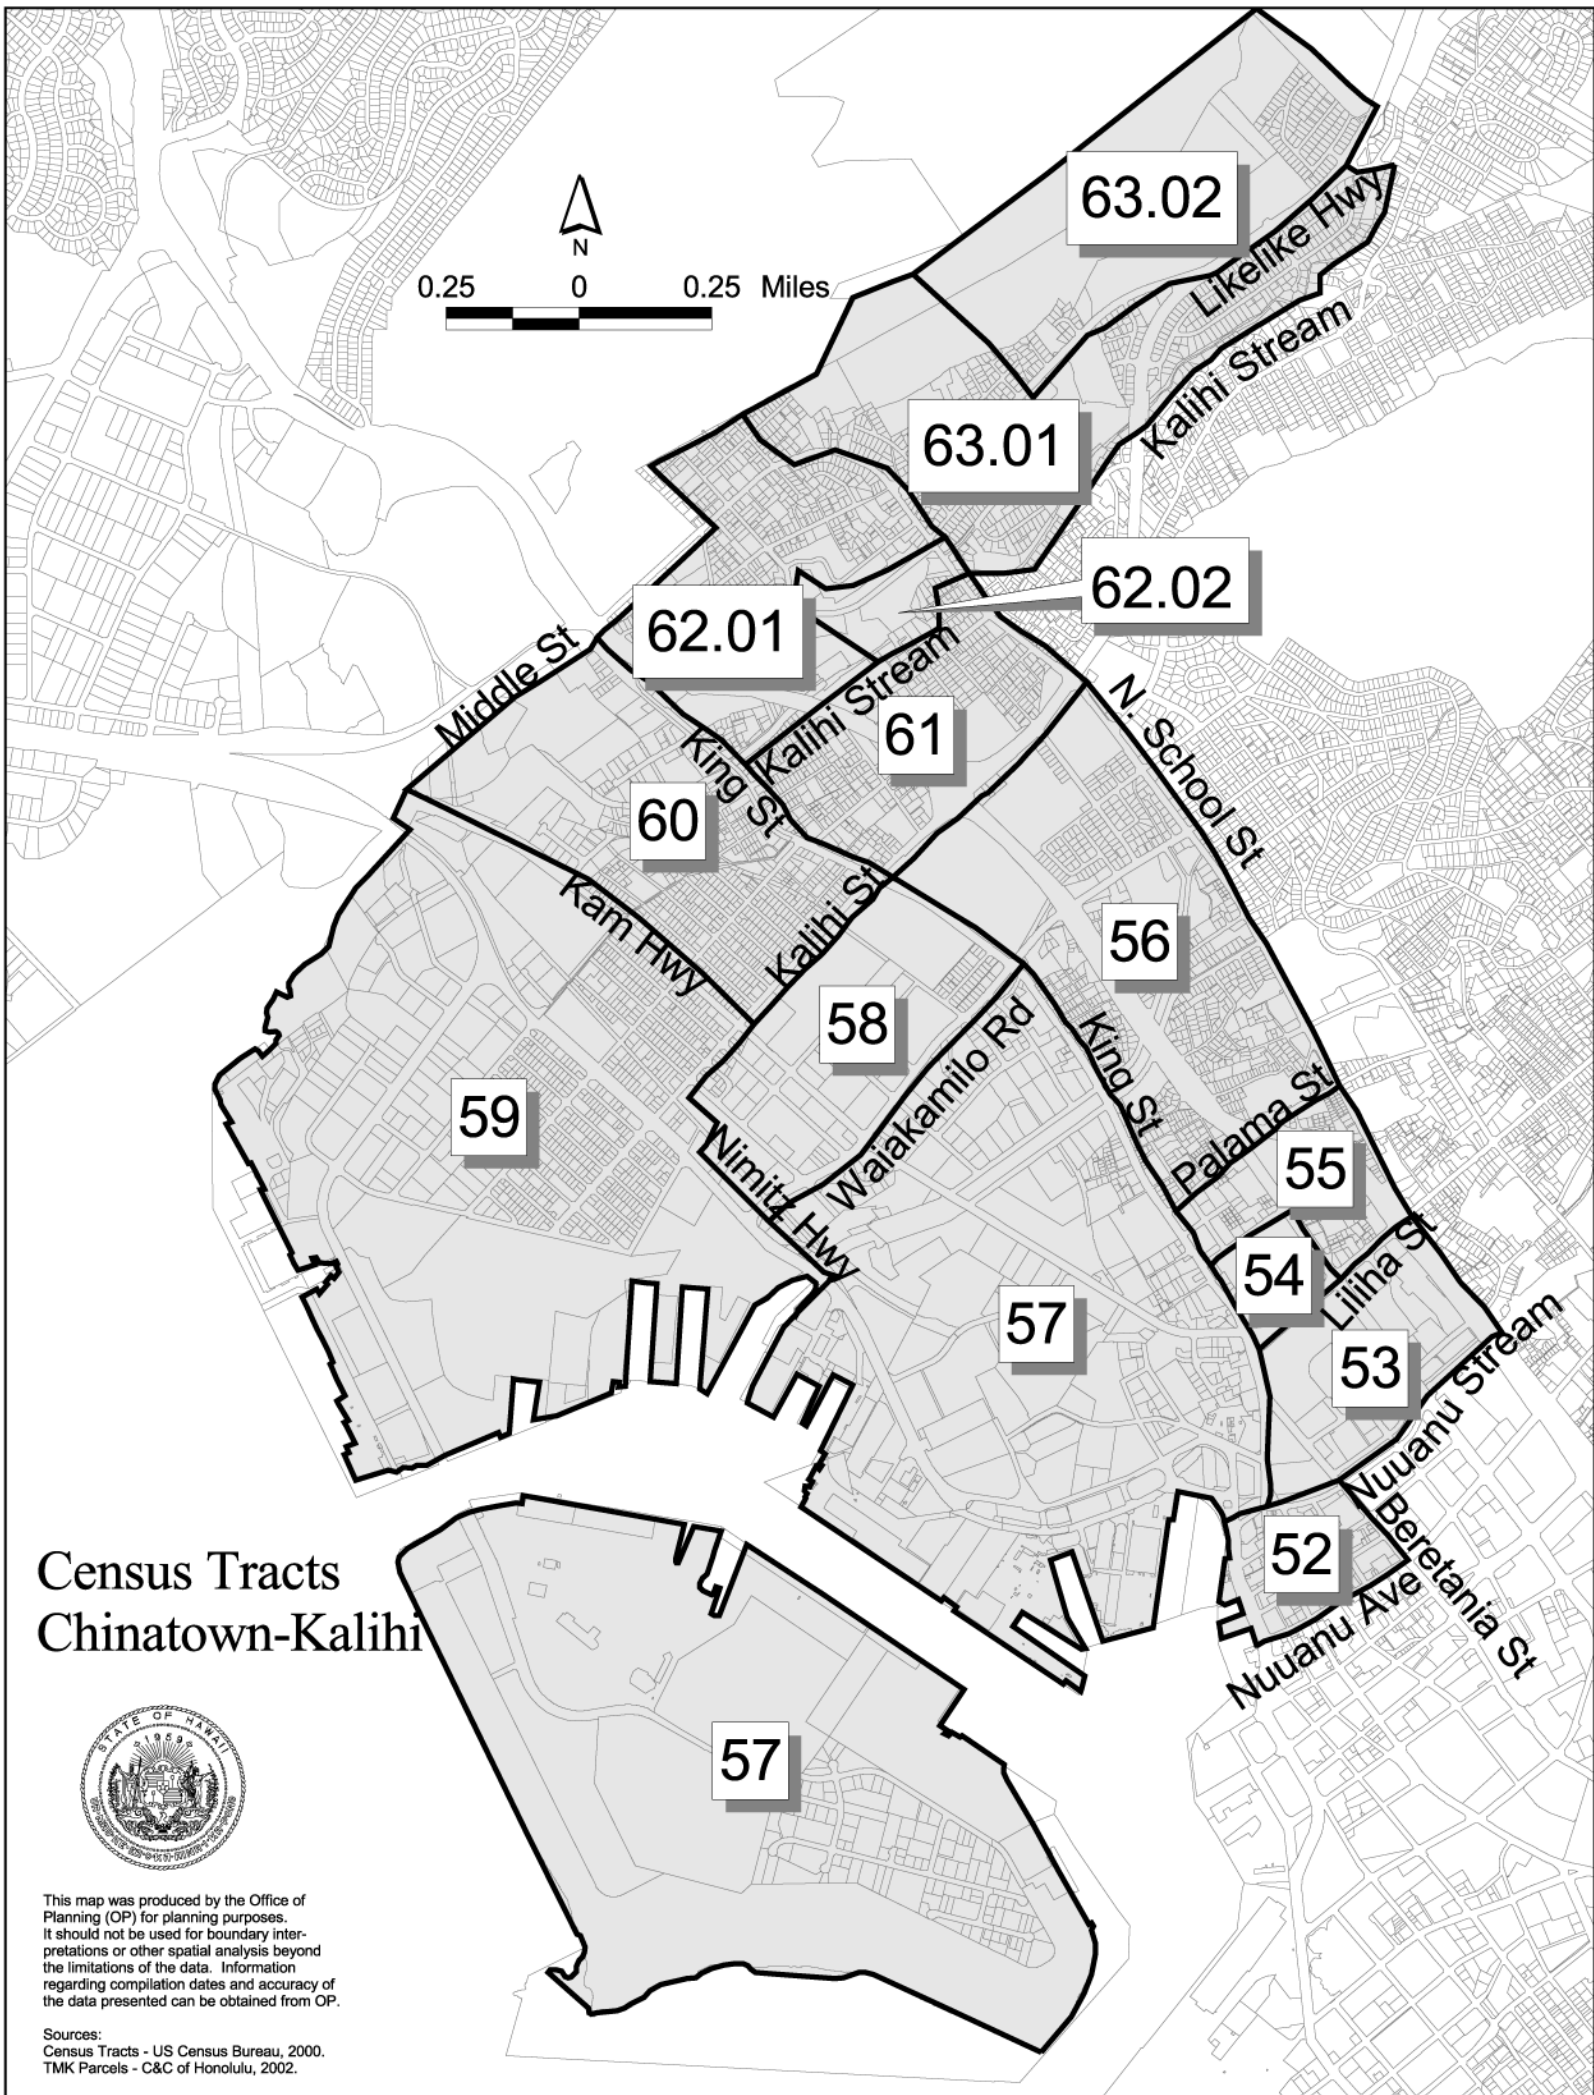 63.02
Likelike Hwy
N
0.25 0 0.25 Miles
Kalihi Stream
63.01
62.02
62.01
Middle St
Kalihi Stream
61
N. School St
King St
60
Kam Hwy
Kalihi St
56
58
Waiakamilo Rd
King St
59
Palama St
55
Nimitz Hwy
54
Liliha St
57
53
Nuuanu Stream
52
Beretania St
Nuuanu Ave
Census Tracts
Chinatown-Kalihi
57
STATE OF HAWAII
1959
This map was produced by the Office of
Planning (OP) for planning purposes.
It should not be used for boundary inter-
pretations or other spatial analysis beyond
the limitations of the data. Information
regarding compilation dates and accuracy of
the data presented can be obtained from OP.
Sources:
Census Tracts - US Census Bureau, 2000.
TMK Parcels - C&C of Honolulu, 2002.